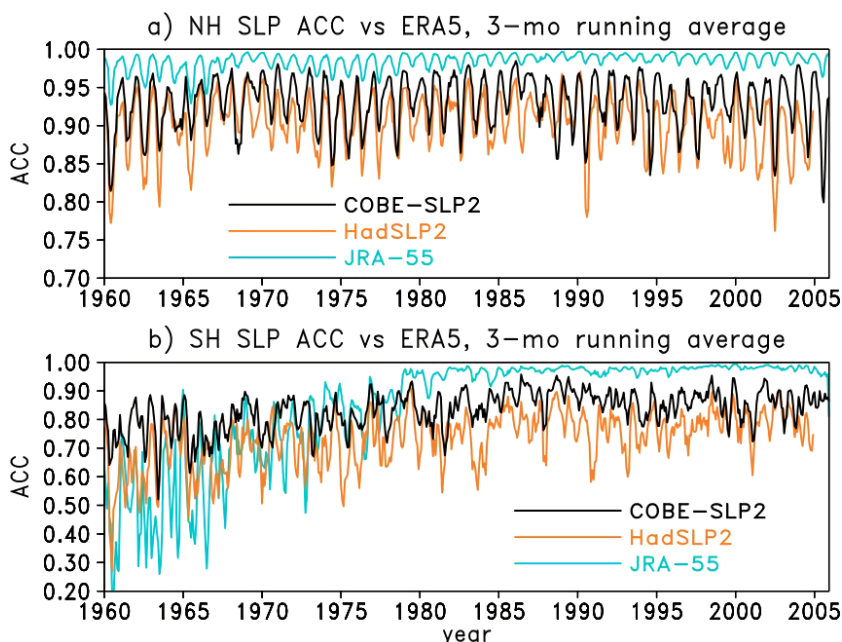 a) NH SLP ACC vs ERA5, 3-mo running average
1.00
0.95
0.90
0.85
0.80
0.75
0.70
ACC
COBE-SLP2
HadSLP2
JRA-55
1960 1965 1970 1975 1980 1985 1990 1995 2000 2005
b) SH SLP ACC vs ERA5, 3-mo running average
1.00
0.90
0.80
0.70
0.60
0.50
0.40
0.30
0.20
ACC
COBE-SLP2
HadSLP2
JRA-55
1960 1965 1970 1975 1980 1985 1990 1995 2000 2005
year